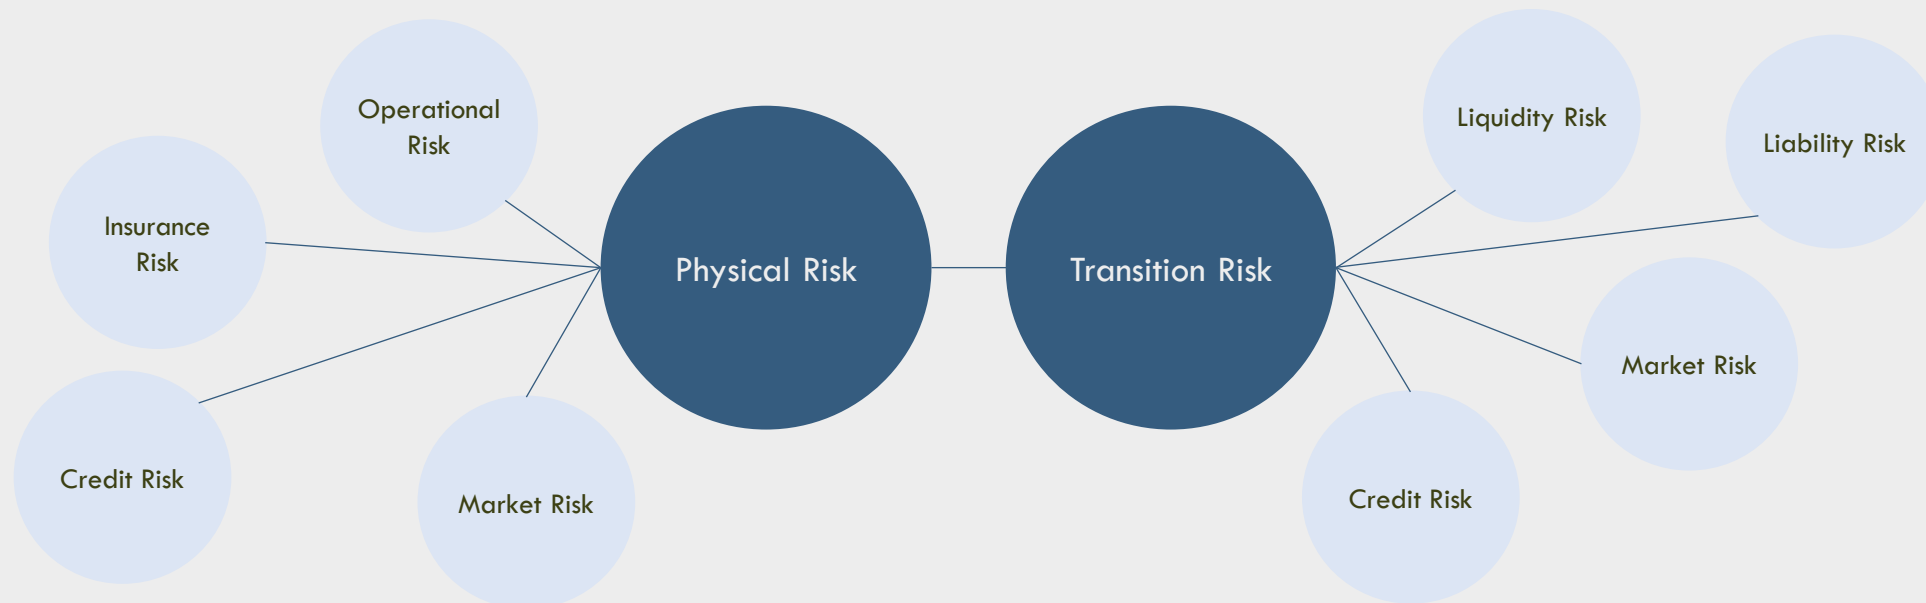 Operational
Risk
Insurance
Risk
Credit Risk
Market Risk
Physical Risk
Transition Risk
Liquidity Risk
Liability Risk
Market Risk
Credit Risk